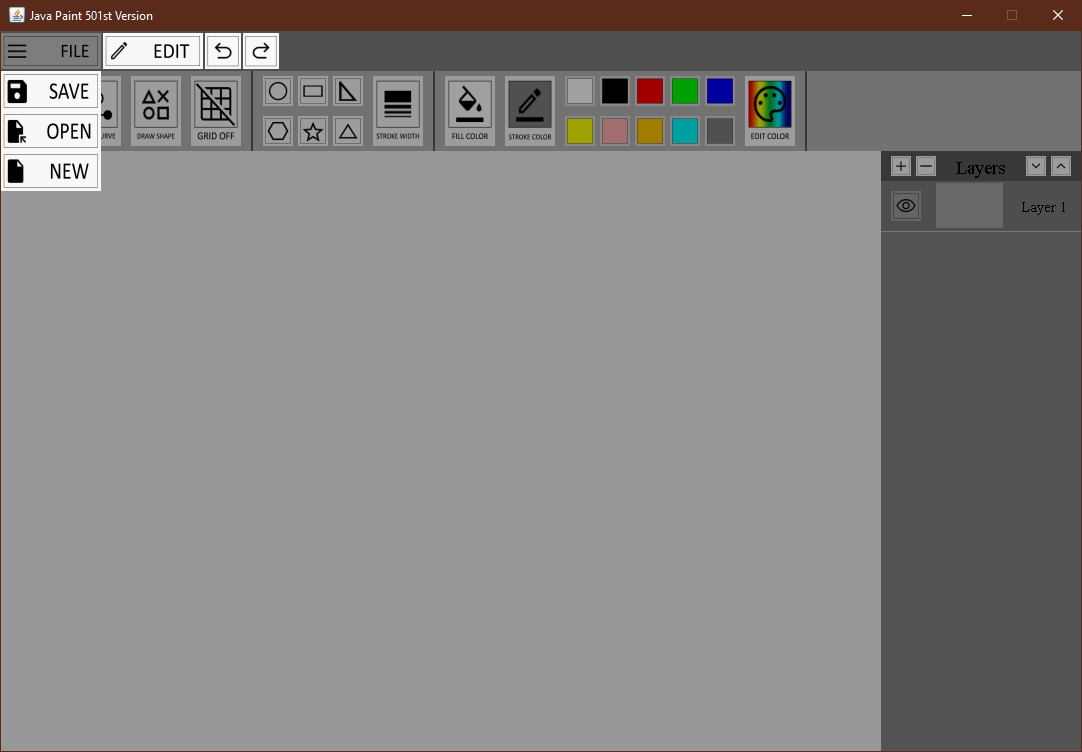 Java Paint 501st Version
FILE
EDIT
SAVE
OPEN
NEW
DRAW SHAPE
GRID OFF
STROKE WIDTH
FILL COLOR
STROKE COLOR
EDIT COLOR
Layers
Layer 1